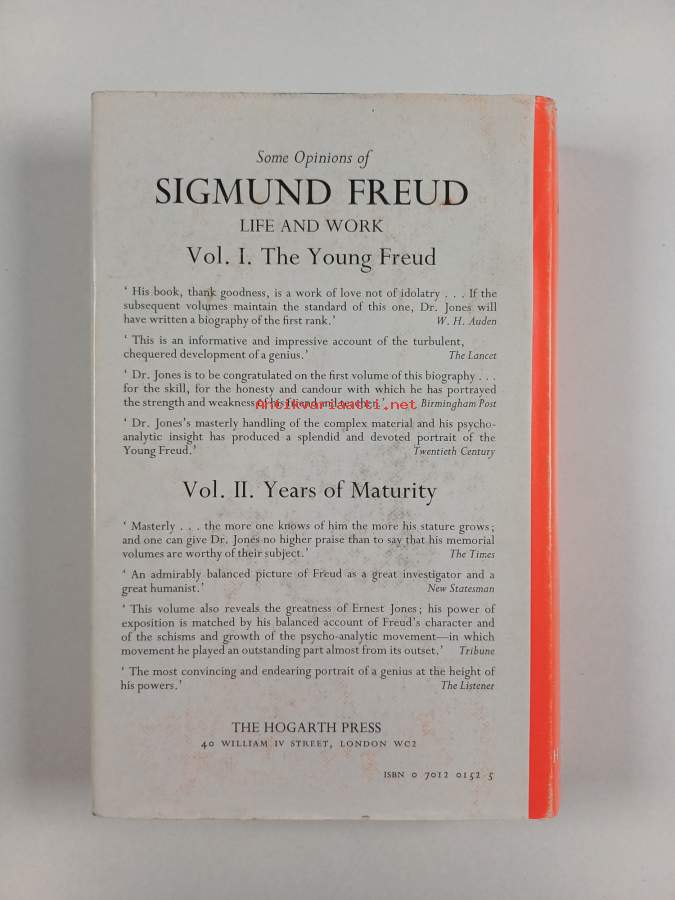 Some Opinions of
SIGMUND FREUD
LIFE AND WORK
Vol. I. The Young Freud
‘ His book, thank goodness, is a work of love not of idolatry . . . If the
subsequent volumes maintain the standard of this one, Dr. Jones will
have written a biography of the first rank.’ W. H. Auden
‘ This is an informative and impressive account of the turbulent,
chequered development of a genius.’ The Lancet
‘ Dr. Jones is to be congratulated on the first volume of this biography . . .
for the skill, for the honesty and candour with which he has portrayed
the strength and weakness of his friend and master.’ Birmingham Post
Antikvariaatti.net
‘ Dr. Jones’s masterly handling of the complex material and his psycho-
analytic insight has produced a splendid and devoted portrait of the
Young Freud.’ Twentieth Century
Vol. II. Years of Maturity
‘ Masterly . . . the more one knows of him the more his stature grows;
and one can give Dr. Jones no higher praise than to say that his memorial
volumes are worthy of their subject.’ The Times
‘ An admirably balanced picture of Freud as a great investigator and a
great humanist.’ New Statesman
‘ This volume also reveals the greatness of Ernest Jones; his power of
exposition is matched by his balanced account of Freud’s character and
of the schisms and growth of the psycho-analytic movement—in which
movement he played an outstanding part almost from its outset.’ Tribune
‘ The most convincing and endearing portrait of a genius at the height of
his powers.’ The Listener
THE HOGARTH PRESS
40 WILLIAM IV STREET, LONDON WC2
ISBN 0 7012 0152 5